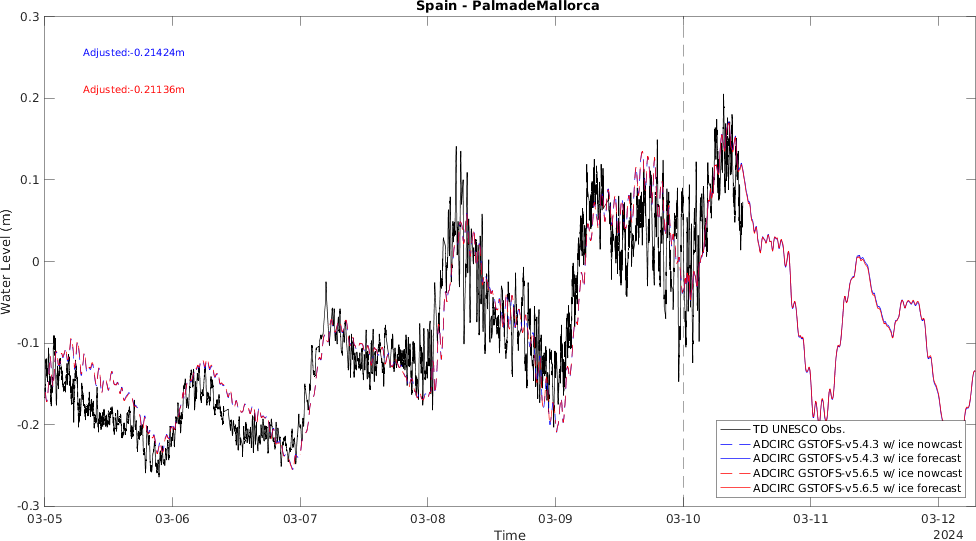 Spain - PalmadeMallorca
Adjusted:-0.21424m
Adjusted:-0.21136m
0.3
0.2
0.1
0
-0.1
-0.2
-0.3
Water Level (m)
TD UNESCO Obs.
ADCIRC GSTOFS-v5.4.3 w/ ice nowcast
ADCIRC GSTOFS-v5.4.3 w/ ice forecast
ADCIRC GSTOFS-v5.6.5 w/ ice nowcast
ADCIRC GSTOFS-v5.6.5 w/ ice forecast
03-05 03-06 03-07 03-08 03-09 03-10 03-11 03-12
Time
2024